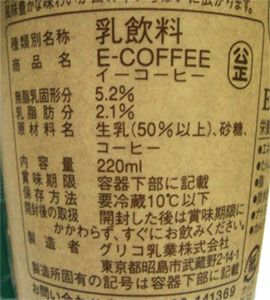 種類別名称 乳飲料
商品名 E-COFFEE
イーコーヒー
公正
無脂乳固形分 5.2%
乳脂肪分 2.1%
原材料名 生乳(50%以上)、砂糖、
コーヒー
内容量 220ml
賞味期限 容器下部に記載
保存方法 要冷蔵10℃以下
開封後の取扱 開封した後は賞味期限に
かかわらず、すぐにお飲みください。
製造者 グリコ乳業株式会社
東京都昭島市武蔵野2-14-1
製造所固有の記号は容器下部に記載